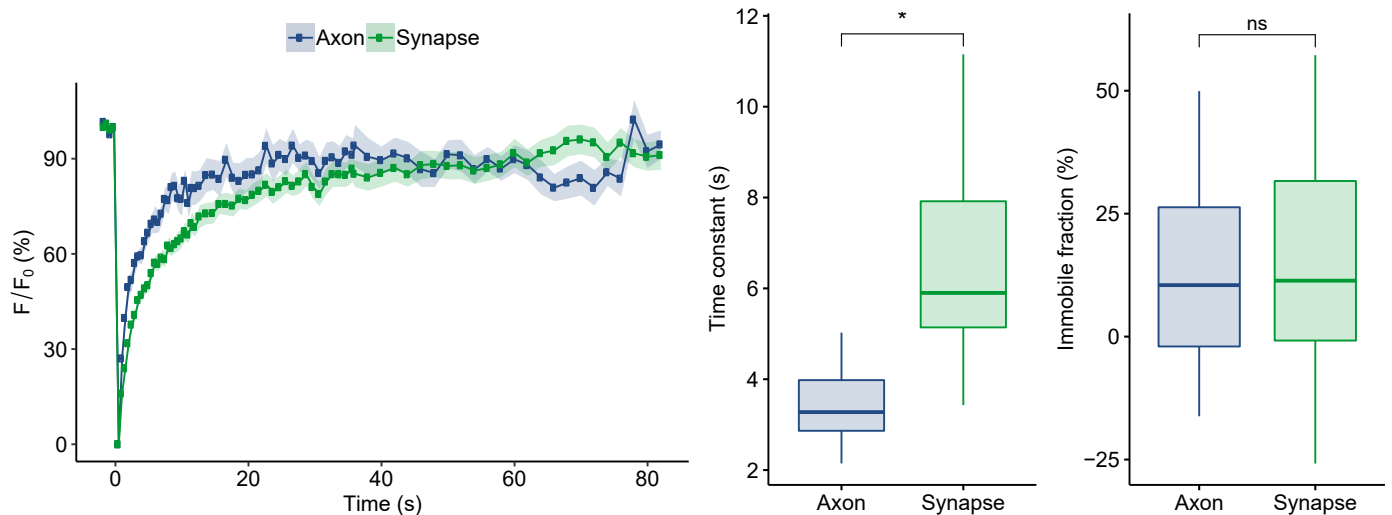 Axon Synapse
F/F₀ (%)
90
60
30
0
0 20 40 60 80
Time (s)
Time constant (s)
12
10
8
6
4
2
*
Axon Synapse
Immobile fraction (%)
50
25
0
−25
ns
Axon Synapse